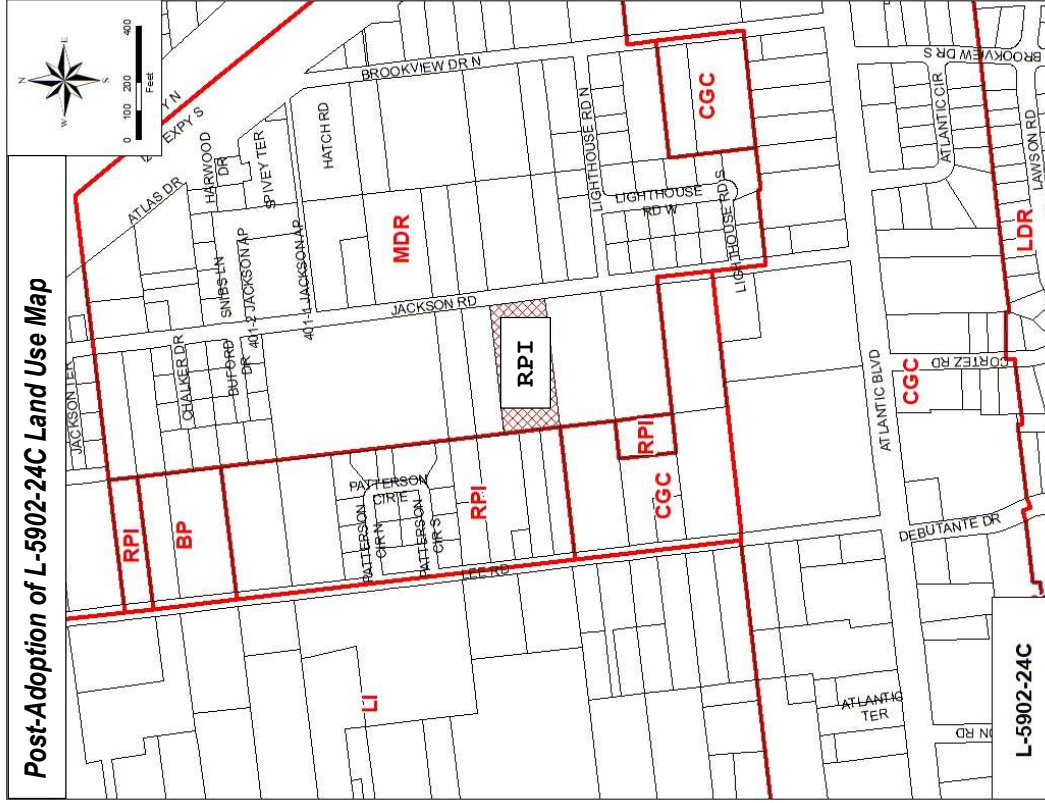 Post-Adoption of L-5902-24C Land Use Map
N
W
E
S
0 100 200 400
Feet
Y N
EXPY S
ATLAS DR
HARWOOD
DR
SPIVEY TER
BROOKVIEW DR N
HATCH RD
JACKSON TER
SNIBS LN
401-2 JACKSON AP
401-1 JACKSON AP
CHALKER DR
BUFORD
DR
MDR
JACKSON RD
LIGHTHOUSE RD N
LIGHTHOUSE
RD W
LIGHTHOUSE RD S
CGC
RPI
RPI
BP
PATTERSON
CIR E
PATTERSON
CIR N
PATTERSON
CIR S
RPI
RPI
CGC
LEE RD
LI
ATLANTIC BLVD
CGC
CORTEZ RD
ATLANTIC CIR
BROOKVIEW DR S
LAWSON RD
LDR
DEBUTANTE DR
ATLANTIC
TER
ON RD
L-5902-24C